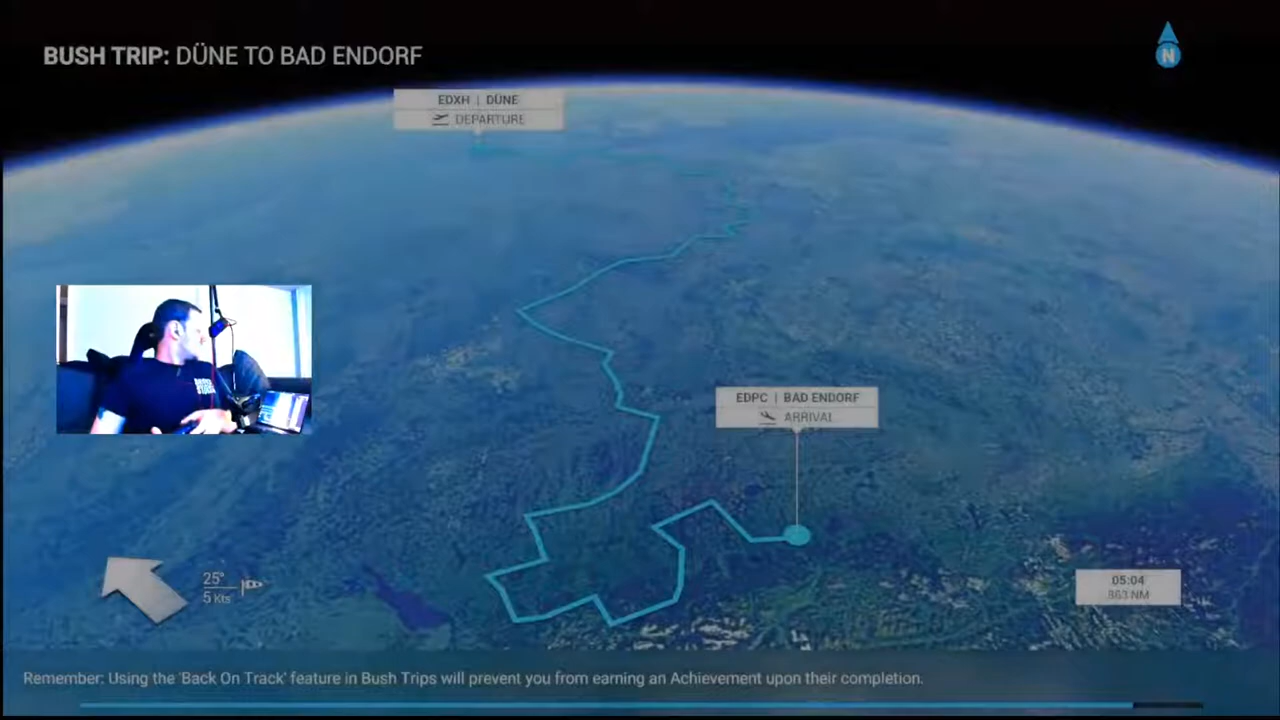 BUSH TRIP: DÜNE TO BAD ENDORF
N
EDXH | DÜNE
DEPARTURE
EDPC | BAD ENDORF
ARRIVAL
25°
5 Kts
05:04
863 NM
Remember: Using the 'Back On Track' feature in Bush Trips will prevent you from earning an Achievement upon their completion.